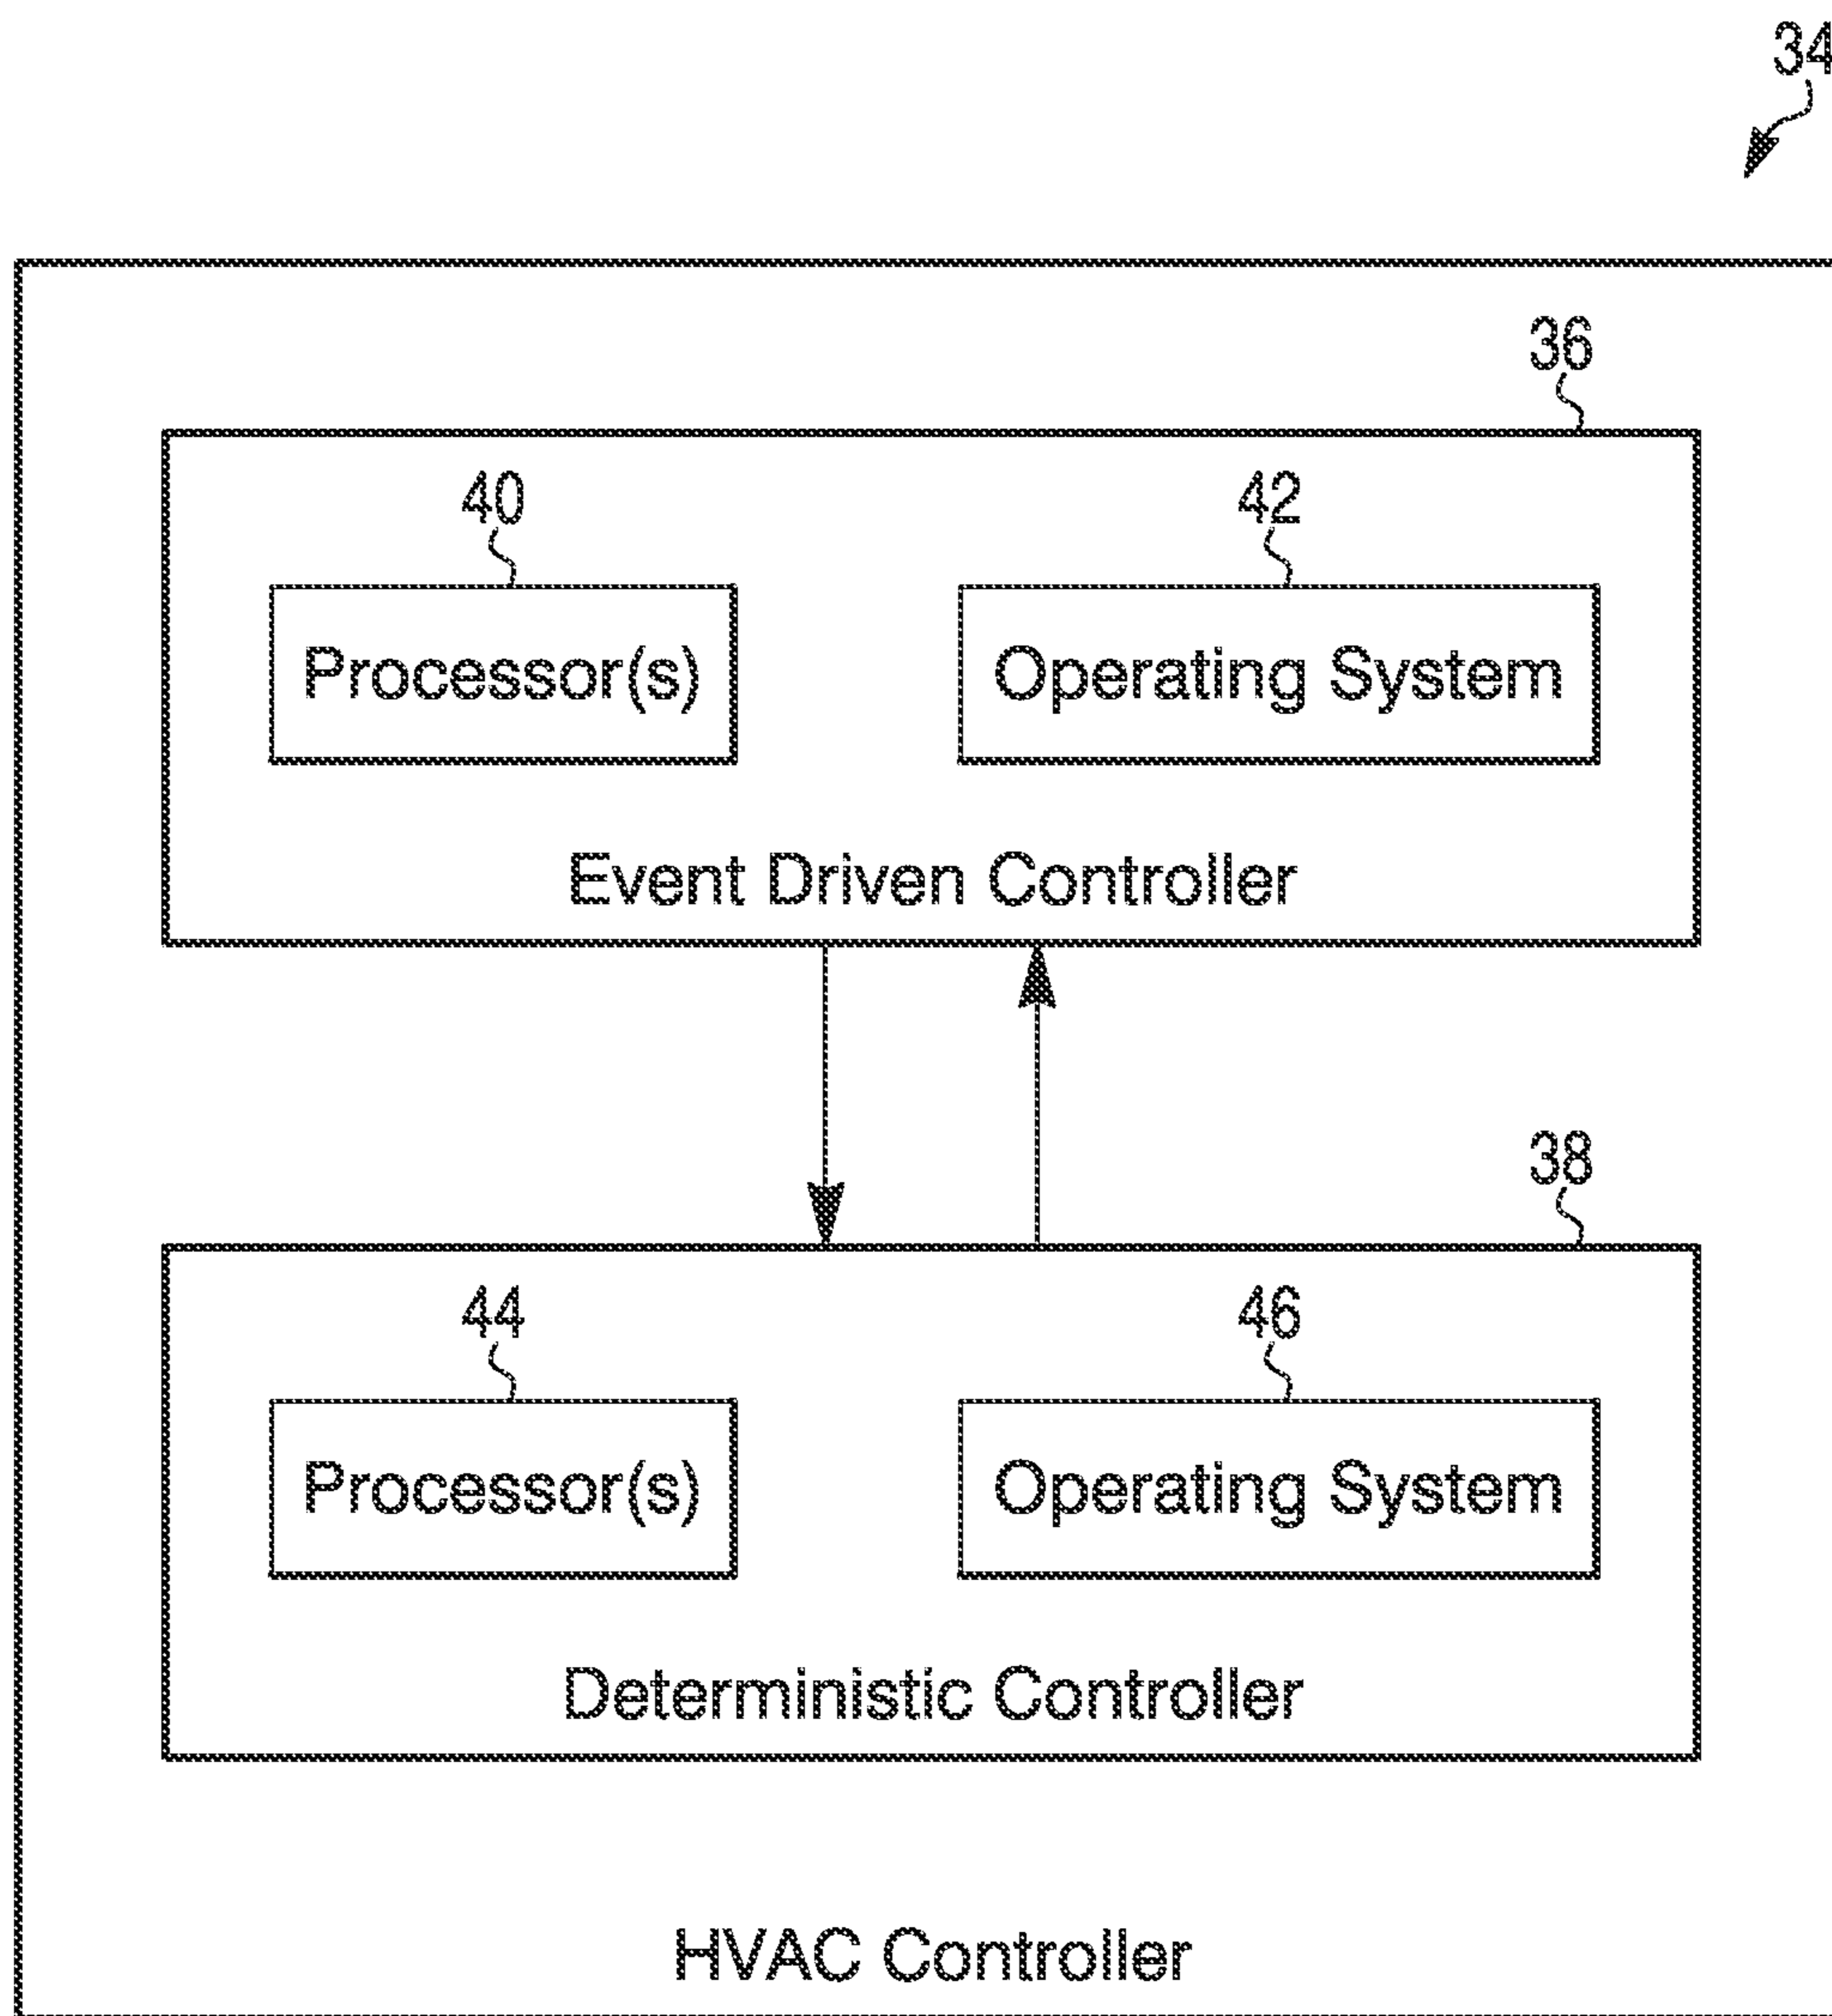 34
36
40
42
Processor(s)
Operating System
Event Driven Controller
38
44
46
Processor(s)
Operating System
Deterministic Controller
HVAC Controller